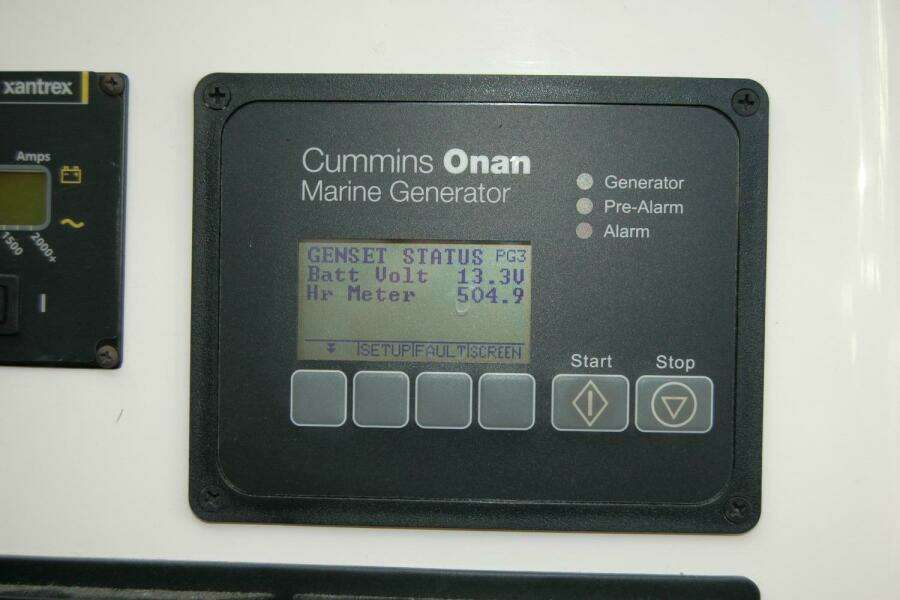 xantrex
Amps
1500
2000+
I
Cummins Onan
Marine Generator
Generator
Pre-Alarm
Alarm
GENSET STATUS PG3
Batt Volt 13.3V
Hr Meter 504.9
SETUP FAULT SCREEN
Start
Stop